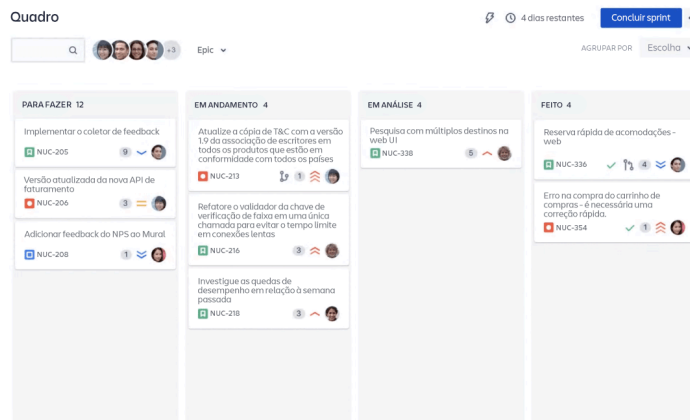 Quadro
4 dias restantes
Concluir sprint
+3
Epic
AGRUPAR POR
Escolha
PARA FAZER 12
Implementar o coletor de feedback
NUC-205
9
Versão atualizada da nova API de
faturamento
NUC-206
3
Adicionar feedback do NPS ao Mural
NUC-208
1
EM ANDAMENTO 4
Atualize a cópia de T&C com a versão
1.9 da associação de escritores em
todos os produtos que estão em
conformidade com todos os países
NUC-213
1
Refatore o validador da chave de
verificação de faixa em uma única
chamada para evitar o tempo limite
em conexões lentas
NUC-216
3
Investigue as quedas de
desempenho em relação à semana
passada
NUC-218
3
EM ANÁLISE 4
Pesquisa com múltiplos destinos na
web UI
NUC-338
5
FEITO 4
Reserva rápida de acomodações -
web
NUC-336
4
Erro na compra do carrinho de
compras - é necessária uma
correção rápida.
NUC-354
1